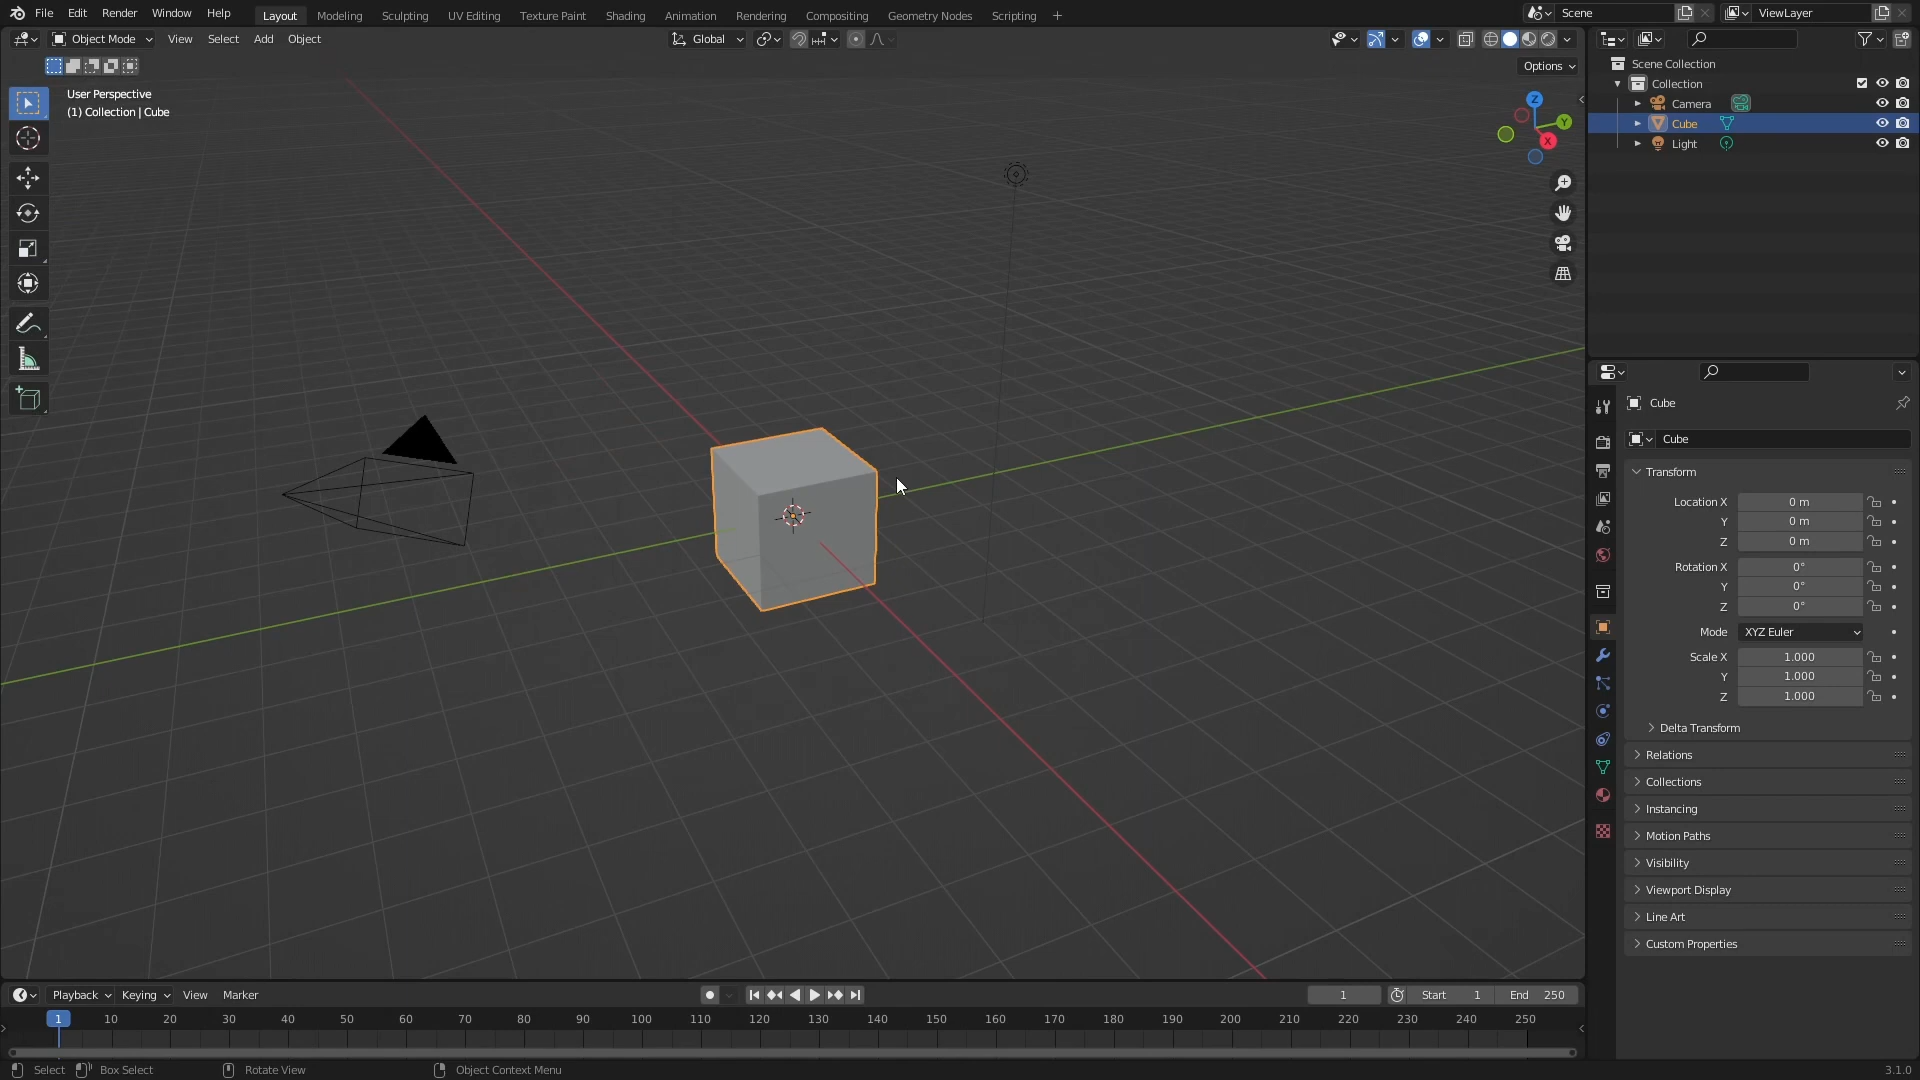 File Edit Render Window Help Layout Modeling Sculpting UV Editing Texture Paint Shading Animation Rendering Compositing Geometry Nodes Scripting + Scene ViewLayer
Object Mode View Select Add Object Global
Options
User Perspective
(1) Collection | Cube
Z
Y
X
Scene Collection
Collection
Camera
Cube
Light
Cube
Cube
Transform
Location X 0 m
Y 0 m
Z 0 m
Rotation X 0°
Y 0°
Z 0°
Mode XYZ Euler
Scale X 1.000
Y 1.000
Z 1.000
Delta Transform
Relations
Collections
Instancing
Motion Paths
Visibility
Viewport Display
Line Art
Custom Properties
Playback Keying View Marker 1 Start 1 End 250
1 10 20 30 40 50 60 70 80 90 100 110 120 130 140 150 160 170 180 190 200 210 220 230 240 250
Select Box Select Rotate View Object Context Menu 3.1.0